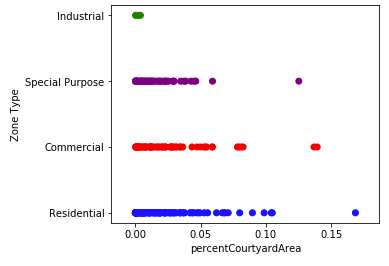 Industrial
Special Purpose
Commercial
Residential
Zone Type
0.00 0.05 0.10 0.15
percentCourtyardArea